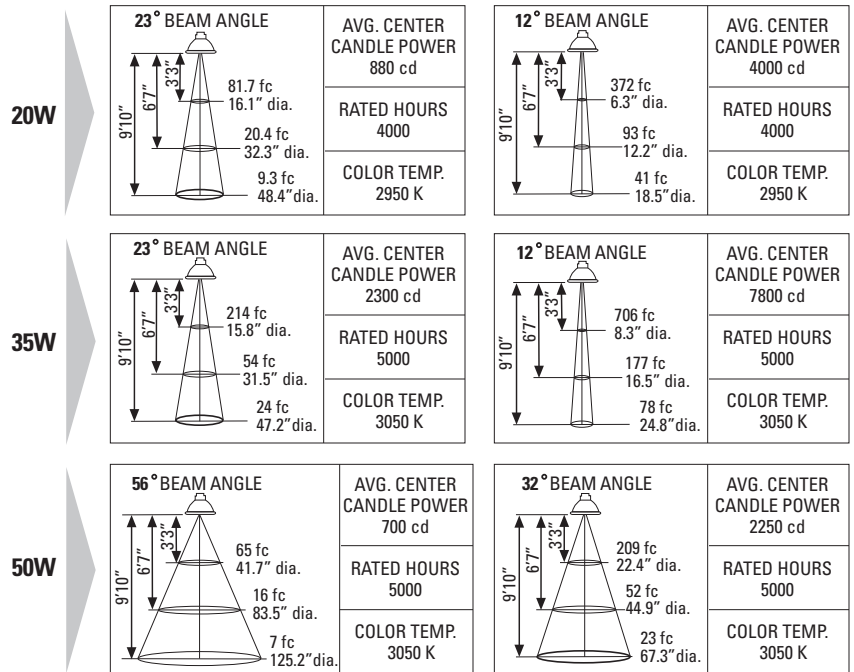 20W
23° BEAM ANGLE
3'3"
6'7"
9'10"
81.7 fc
16.1" dia.
20.4 fc
32.3" dia.
9.3 fc
48.4"dia.
AVG. CENTER
CANDLE POWER
880 cd
RATED HOURS
4000
COLOR TEMP.
2950 K
12° BEAM ANGLE
3'3"
6'7"
9'10"
372 fc
6.3" dia.
93 fc
12.2" dia.
41 fc
18.5"dia.
AVG. CENTER
CANDLE POWER
4000 cd
RATED HOURS
4000
COLOR TEMP.
2950 K
35W
23° BEAM ANGLE
3'3"
6'7"
9'10"
214 fc
15.8" dia.
54 fc
31.5" dia.
24 fc
47.2"dia.
AVG. CENTER
CANDLE POWER
2300 cd
RATED HOURS
5000
COLOR TEMP.
3050 K
12° BEAM ANGLE
3'3"
6'7"
9'10"
706 fc
8.3" dia.
177 fc
16.5" dia.
78 fc
24.8"dia.
AVG. CENTER
CANDLE POWER
7800 cd
RATED HOURS
5000
COLOR TEMP.
3050 K
50W
56° BEAM ANGLE
3'3"
6'7"
9'10"
65 fc
41.7" dia.
16 fc
83.5" dia.
7 fc
125.2"dia.
AVG. CENTER
CANDLE POWER
700 cd
RATED HOURS
5000
COLOR TEMP.
3050 K
32° BEAM ANGLE
3'3"
6'7"
9'10"
209 fc
22.4" dia.
52 fc
44.9" dia.
23 fc
67.3"dia.
AVG. CENTER
CANDLE POWER
2250 cd
RATED HOURS
5000
COLOR TEMP.
3050 K